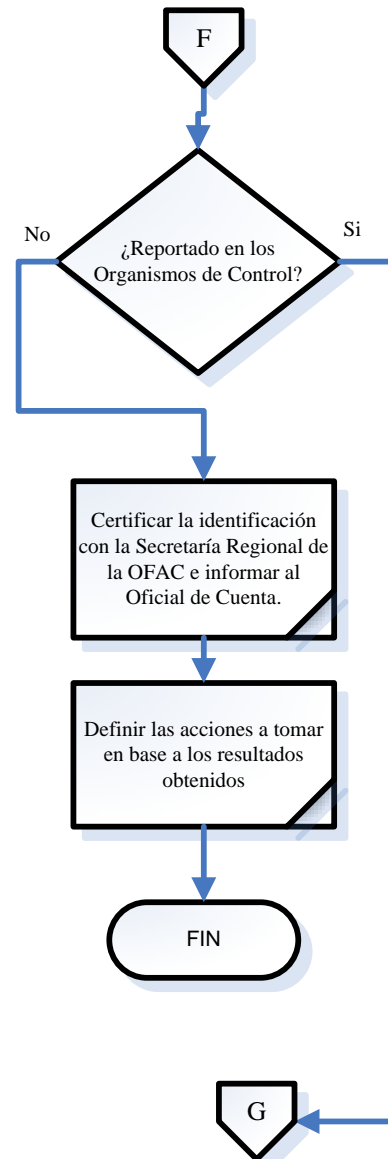 F
No
Si
¿Reportado en los
Organismos de Control?
Certificar la identificación
con la Secretaría Regional de
la OFAC e informar al
Oficial de Cuenta.
Definir las acciones a tomar
en base a los resultados
obtenidos
FIN
G